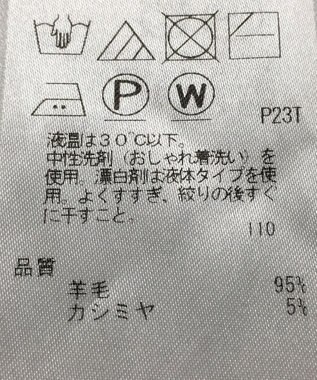 P W
P23T
液温は30℃以下。
中性洗剤（おしゃれ着洗い）を
使用。漂白剤は液体タイプを使
用。よくすすぎ、絞りの後すぐ
に干すこと。
110
品質
羊毛 95%
カシミヤ 5%